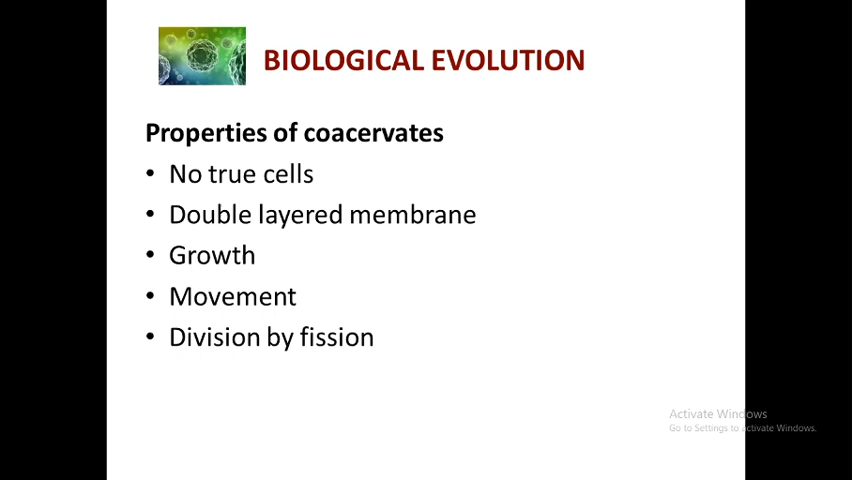 BIOLOGICAL EVOLUTION
Properties of coacervates
• No true cells
• Double layered membrane
• Growth
• Movement
• Division by fission
Activate Windows
Go to Settings to activate Windows.